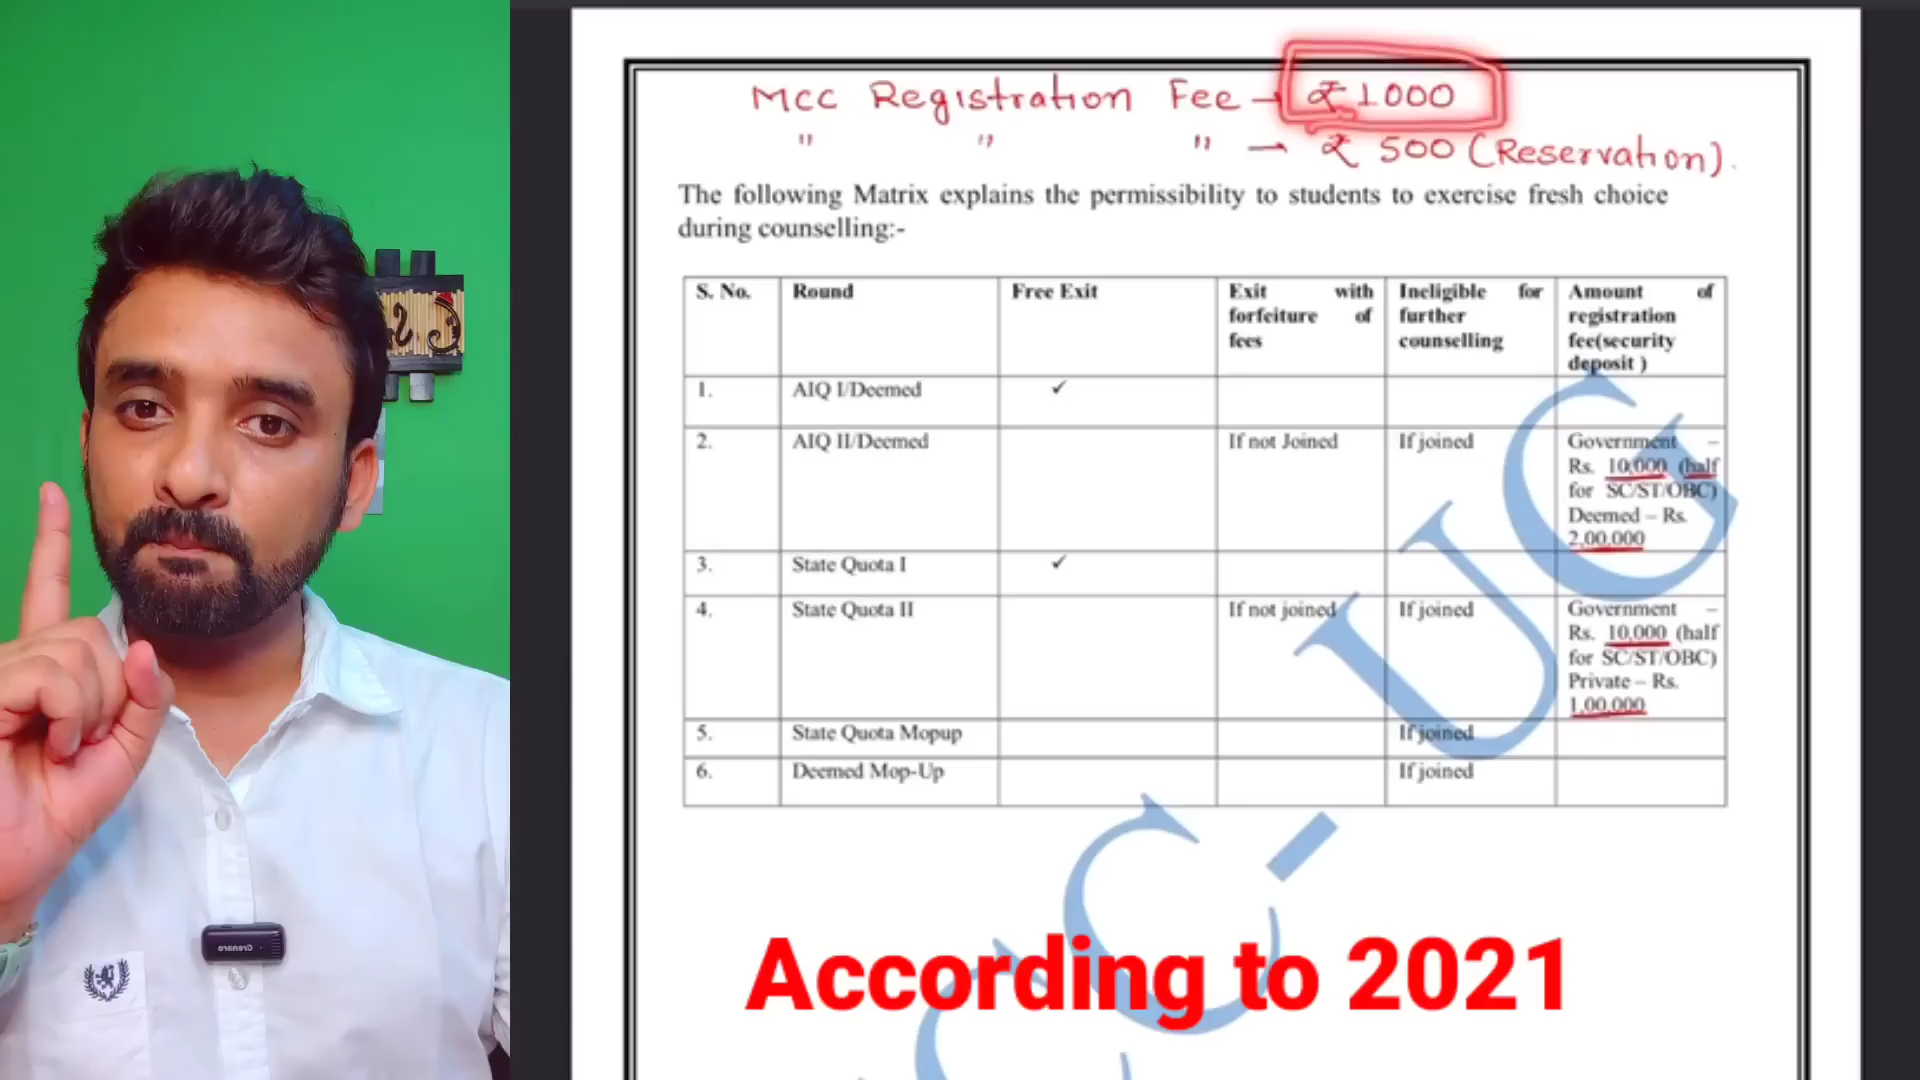 MCC Registration Fee → ₹ 1000
" " " → ₹ 500 (Reservation).
The following Matrix explains the permissibility to students to exercise fresh choice
during counselling:-
S. No. Round Free Exit Exit with forfeiture of fees Ineligible for further counselling Amount of registration fee(security deposit )
1. AIQ I/Deemed ✓
2. AIQ II/Deemed If not Joined If joined Government –
Rs. 10,000 (half
for SC/ST/OBC)
Deemed – Rs.
2,00,000
3. State Quota I ✓
4. State Quota II If not joined If joined Government –
Rs. 10,000 (half
for SC/ST/OBC)
Private – Rs.
1,00,000
5. State Quota Mopup If joined
6. Deemed Mop-Up If joined
CC-UG
According to 2021
Grenaro